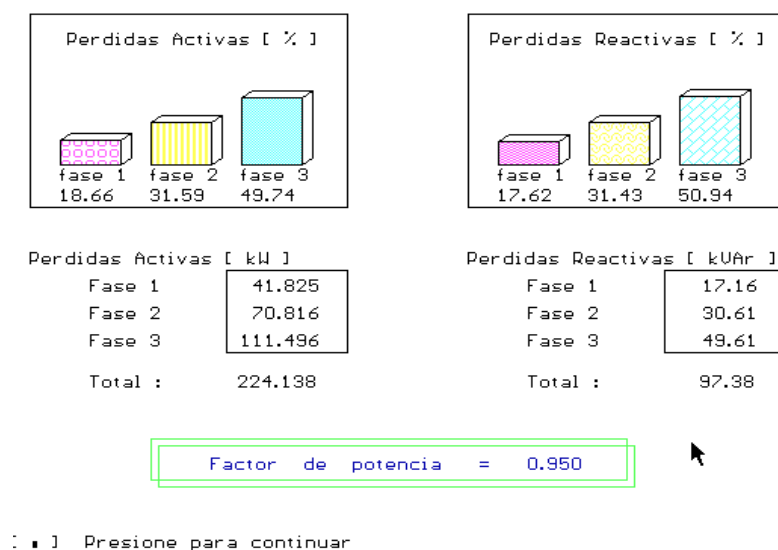 Perdidas Activas [ % ]
fase 1 fase 2 fase 3
18.66 31.59 49.74
Perdidas Reactivas [ % ]
fase 1 fase 2 fase 3
17.62 31.43 50.94
Perdidas Activas [ kW ]
Fase 1 41.825
Fase 2 70.816
Fase 3 111.496
Total : 224.138
Perdidas Reactivas [ kVAr ]
Fase 1 17.16
Fase 2 30.61
Fase 3 49.61
Total : 97.38
Factor de potencia = 0.950
[ ▪ ] Presione para continuar